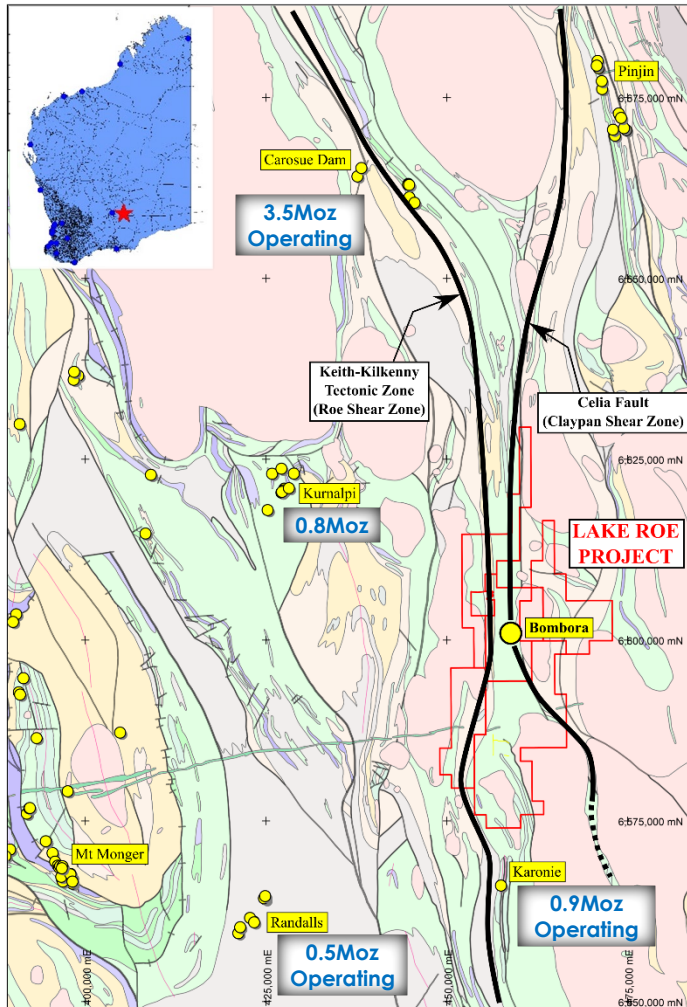 Pinjin
6,675,000 mN
Carosue Dam
3.5Moz
Operating
6,650,000 mN
Keith-Kilkenny
Tectonic Zone
(Roe Shear Zone)
Celia Fault
(Claypan Shear Zone)
6,625,000 mN
Kurnalpi
0.8Moz
LAKE ROE
PROJECT
Bombora
6,600,000 mN
6,575,000 mN
Mt Monger
Karonie
0.9Moz
Operating
Randalls
0.5Moz
Operating
400,000 mE
425,000 mE
450,000 mE
475,000 mE
6,550,000 mN